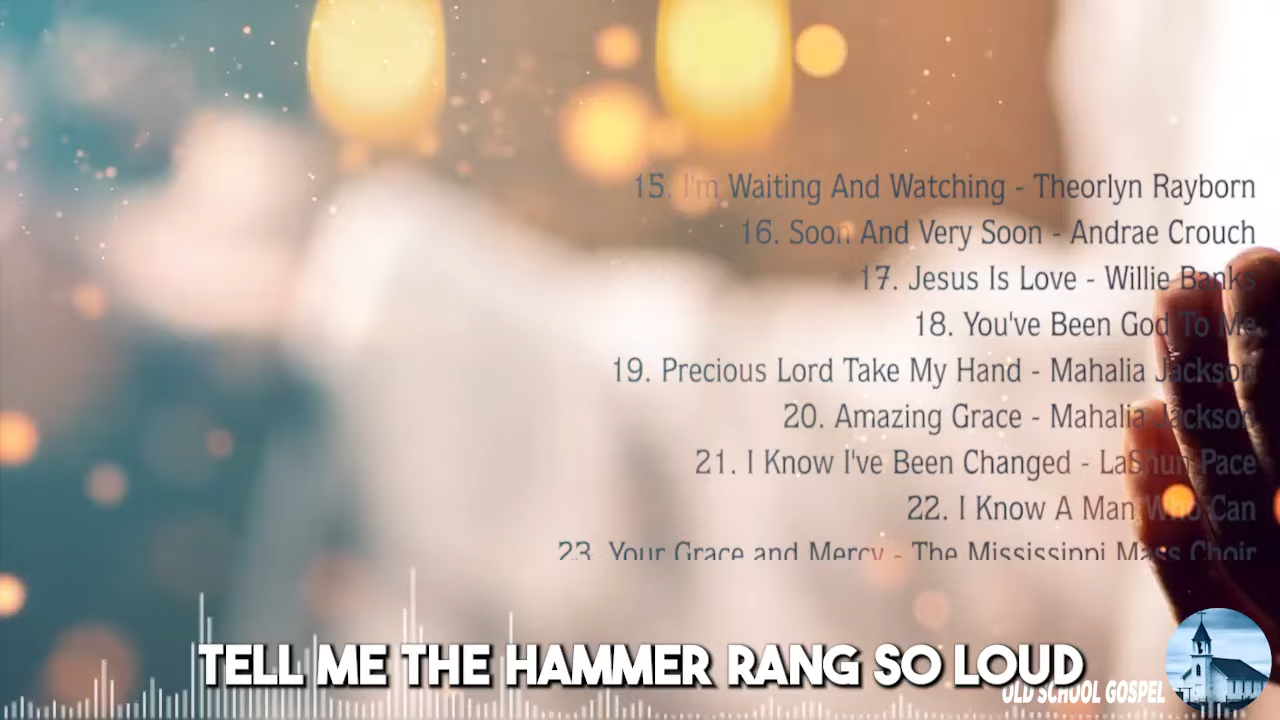 15. I'm Waiting And Watching - Theorlyn Rayborn
16. Soon And Very Soon - Andrae Crouch
17. Jesus Is Love - Willie Banks
18. You've Been God To Me
19. Precious Lord Take My Hand - Mahalia Jackson
20. Amazing Grace - Mahalia Jackson
21. I Know I've Been Changed - LaShun Pace
22. I Know A Man Who Can
23. Your Grace and Mercy - The Mississippi Mass Choir
TELL ME THE HAMMER RANG SO LOUD
OLD SCHOOL GOSPEL